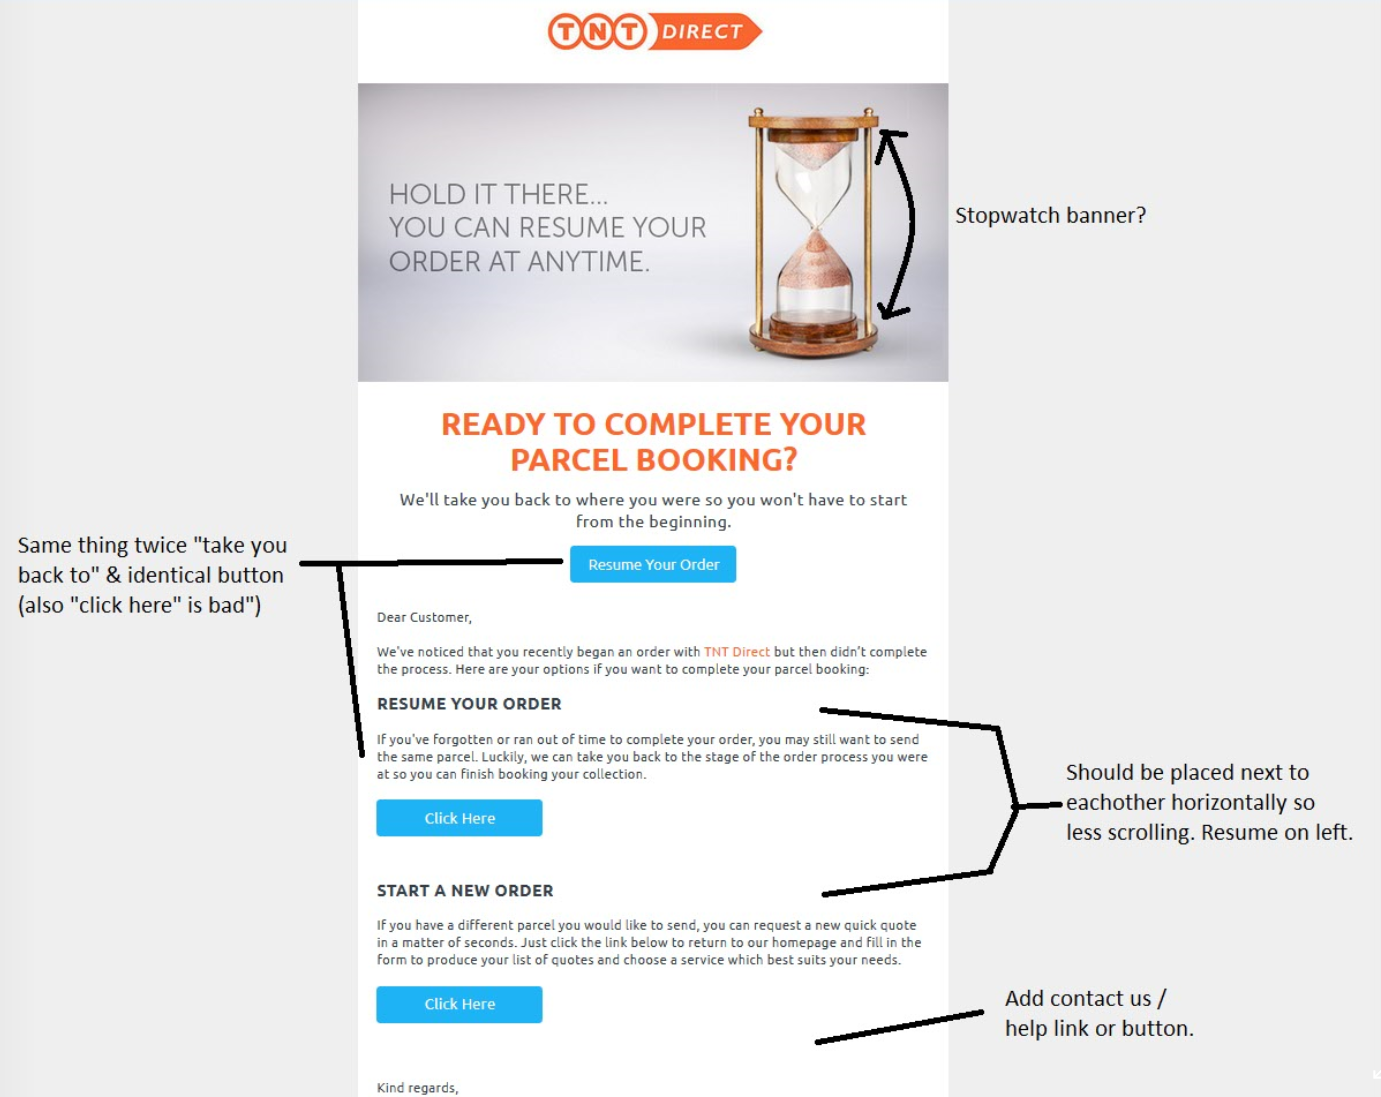 TNT DIRECT
HOLD IT THERE...
YOU CAN RESUME YOUR
ORDER AT ANYTIME.
Stopwatch banner?
READY TO COMPLETE YOUR
PARCEL BOOKING?
We'll take you back to where you were so you won't have to start
from the beginning.
Same thing twice "take you
back to" & identical button
(also "click here" is bad")
Resume Your Order
Dear Customer,
We've noticed that you recently began an order with TNT Direct but then didn't complete
the process. Here are your options if you want to complete your parcel booking:
RESUME YOUR ORDER
If you've forgotten or ran out of time to complete your order, you may still want to send
the same parcel. Luckily, we can take you back to the stage of the order process you were
at so you can finish booking your collection.
Click Here
Should be placed next to
eachother horizontally so
less scrolling. Resume on left.
START A NEW ORDER
If you have a different parcel you would like to send, you can request a new quick quote
in a matter of seconds. Just click the link below to return to our homepage and fill in the
form to produce your list of quotes and choose a service which best suits your needs.
Click Here
Add contact us /
help link or button.
Kind regards,